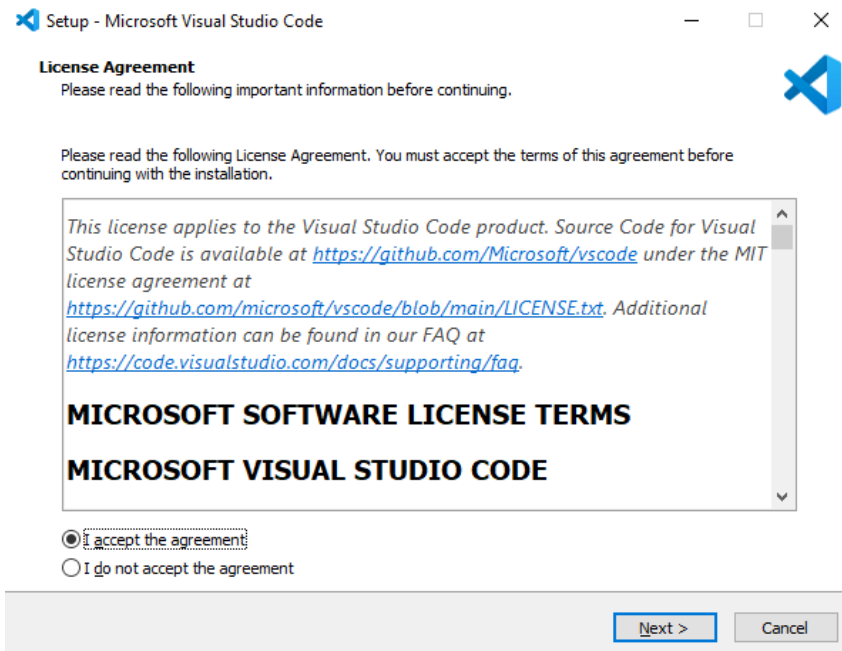 Setup - Microsoft Visual Studio Code
License Agreement
Please read the following important information before continuing.
Please read the following License Agreement. You must accept the terms of this agreement before
continuing with the installation.
This license applies to the Visual Studio Code product. Source Code for Visual
Studio Code is available at https://github.com/Microsoft/vscode under the MIT
license agreement at
https://github.com/microsoft/vscode/blob/main/LICENSE.txt. Additional
license information can be found in our FAQ at
https://code.visualstudio.com/docs/supporting/faq.
MICROSOFT SOFTWARE LICENSE TERMS
MICROSOFT VISUAL STUDIO CODE
I accept the agreement
I do not accept the agreement
Next >
Cancel